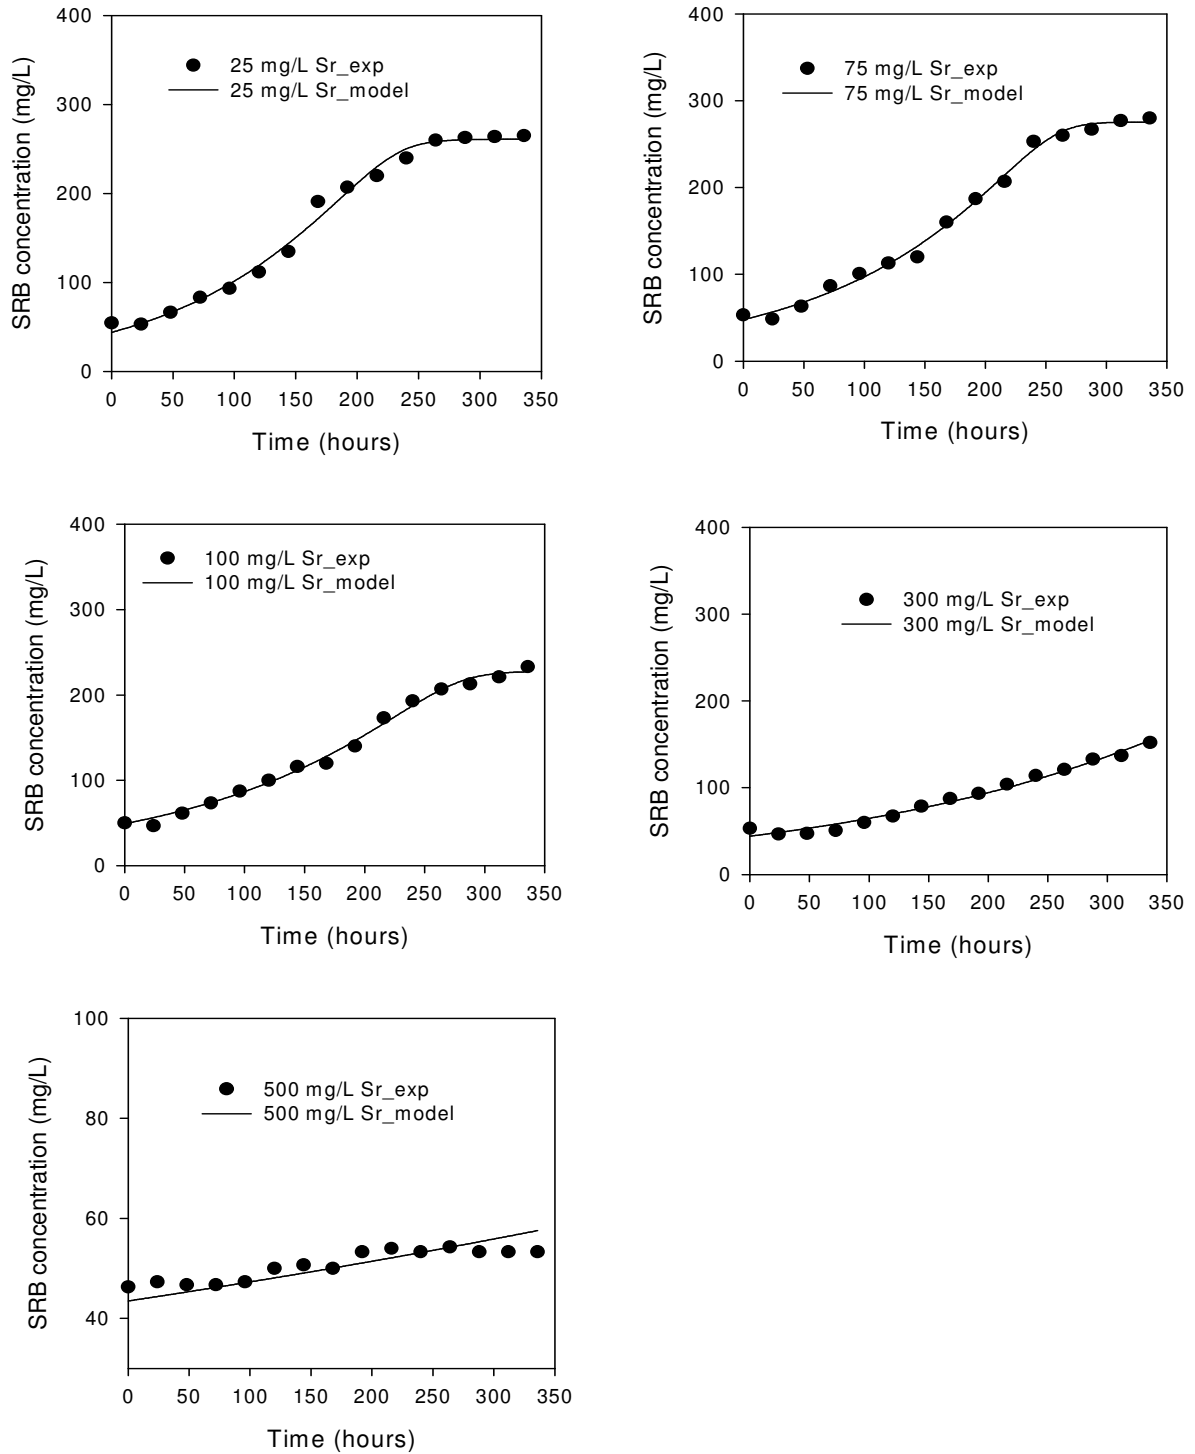 400
300
200
100
0
SRB concentration (mg/L)
25 mg/L Sr_exp
25 mg/L Sr_model
0 50 100 150 200 250 300 350
Time (hours)
400
300
200
100
0
SRB concentration (mg/L)
75 mg/L Sr_exp
75 mg/L Sr_model
0 50 100 150 200 250 300 350
Time (hours)
400
300
200
100
0
SRB concentration (mg/L)
100 mg/L Sr_exp
100 mg/L Sr_model
0 50 100 150 200 250 300 350
Time (hours)
400
300
200
100
0
SRB concentration (mg/L)
300 mg/L Sr_exp
300 mg/L Sr_model
0 50 100 150 200 250 300 350
Time (hours)
100
80
60
40
SRB concentration (mg/L)
500 mg/L Sr_exp
500 mg/L Sr_model
0 50 100 150 200 250 300 350
Time (hours)